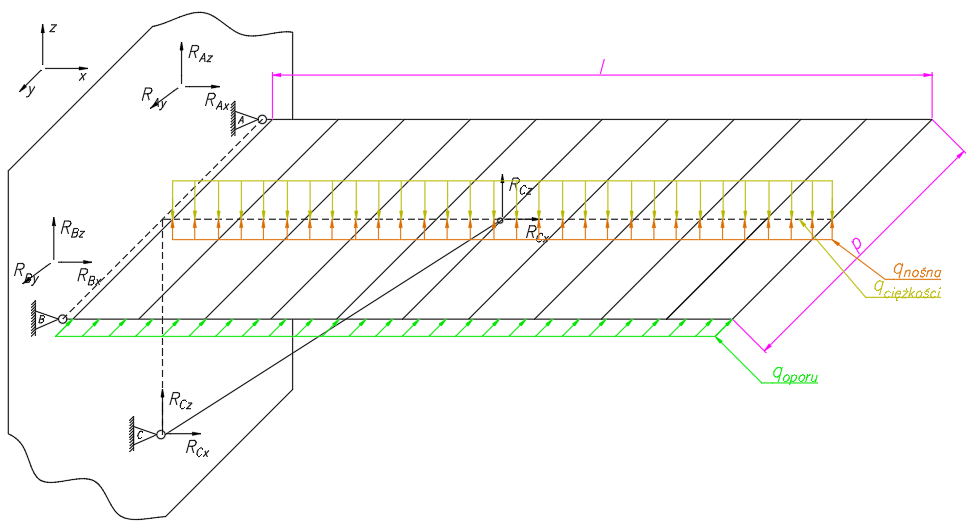 z
x
y
R_Az
R_Ay
R_Ax
A
l
R_Cz
R_Cx
R_Bz
R_By
R_Bx
B
p
q_nośna
q_ciężkości
q_oporu
R_Cz
C
R_Cx